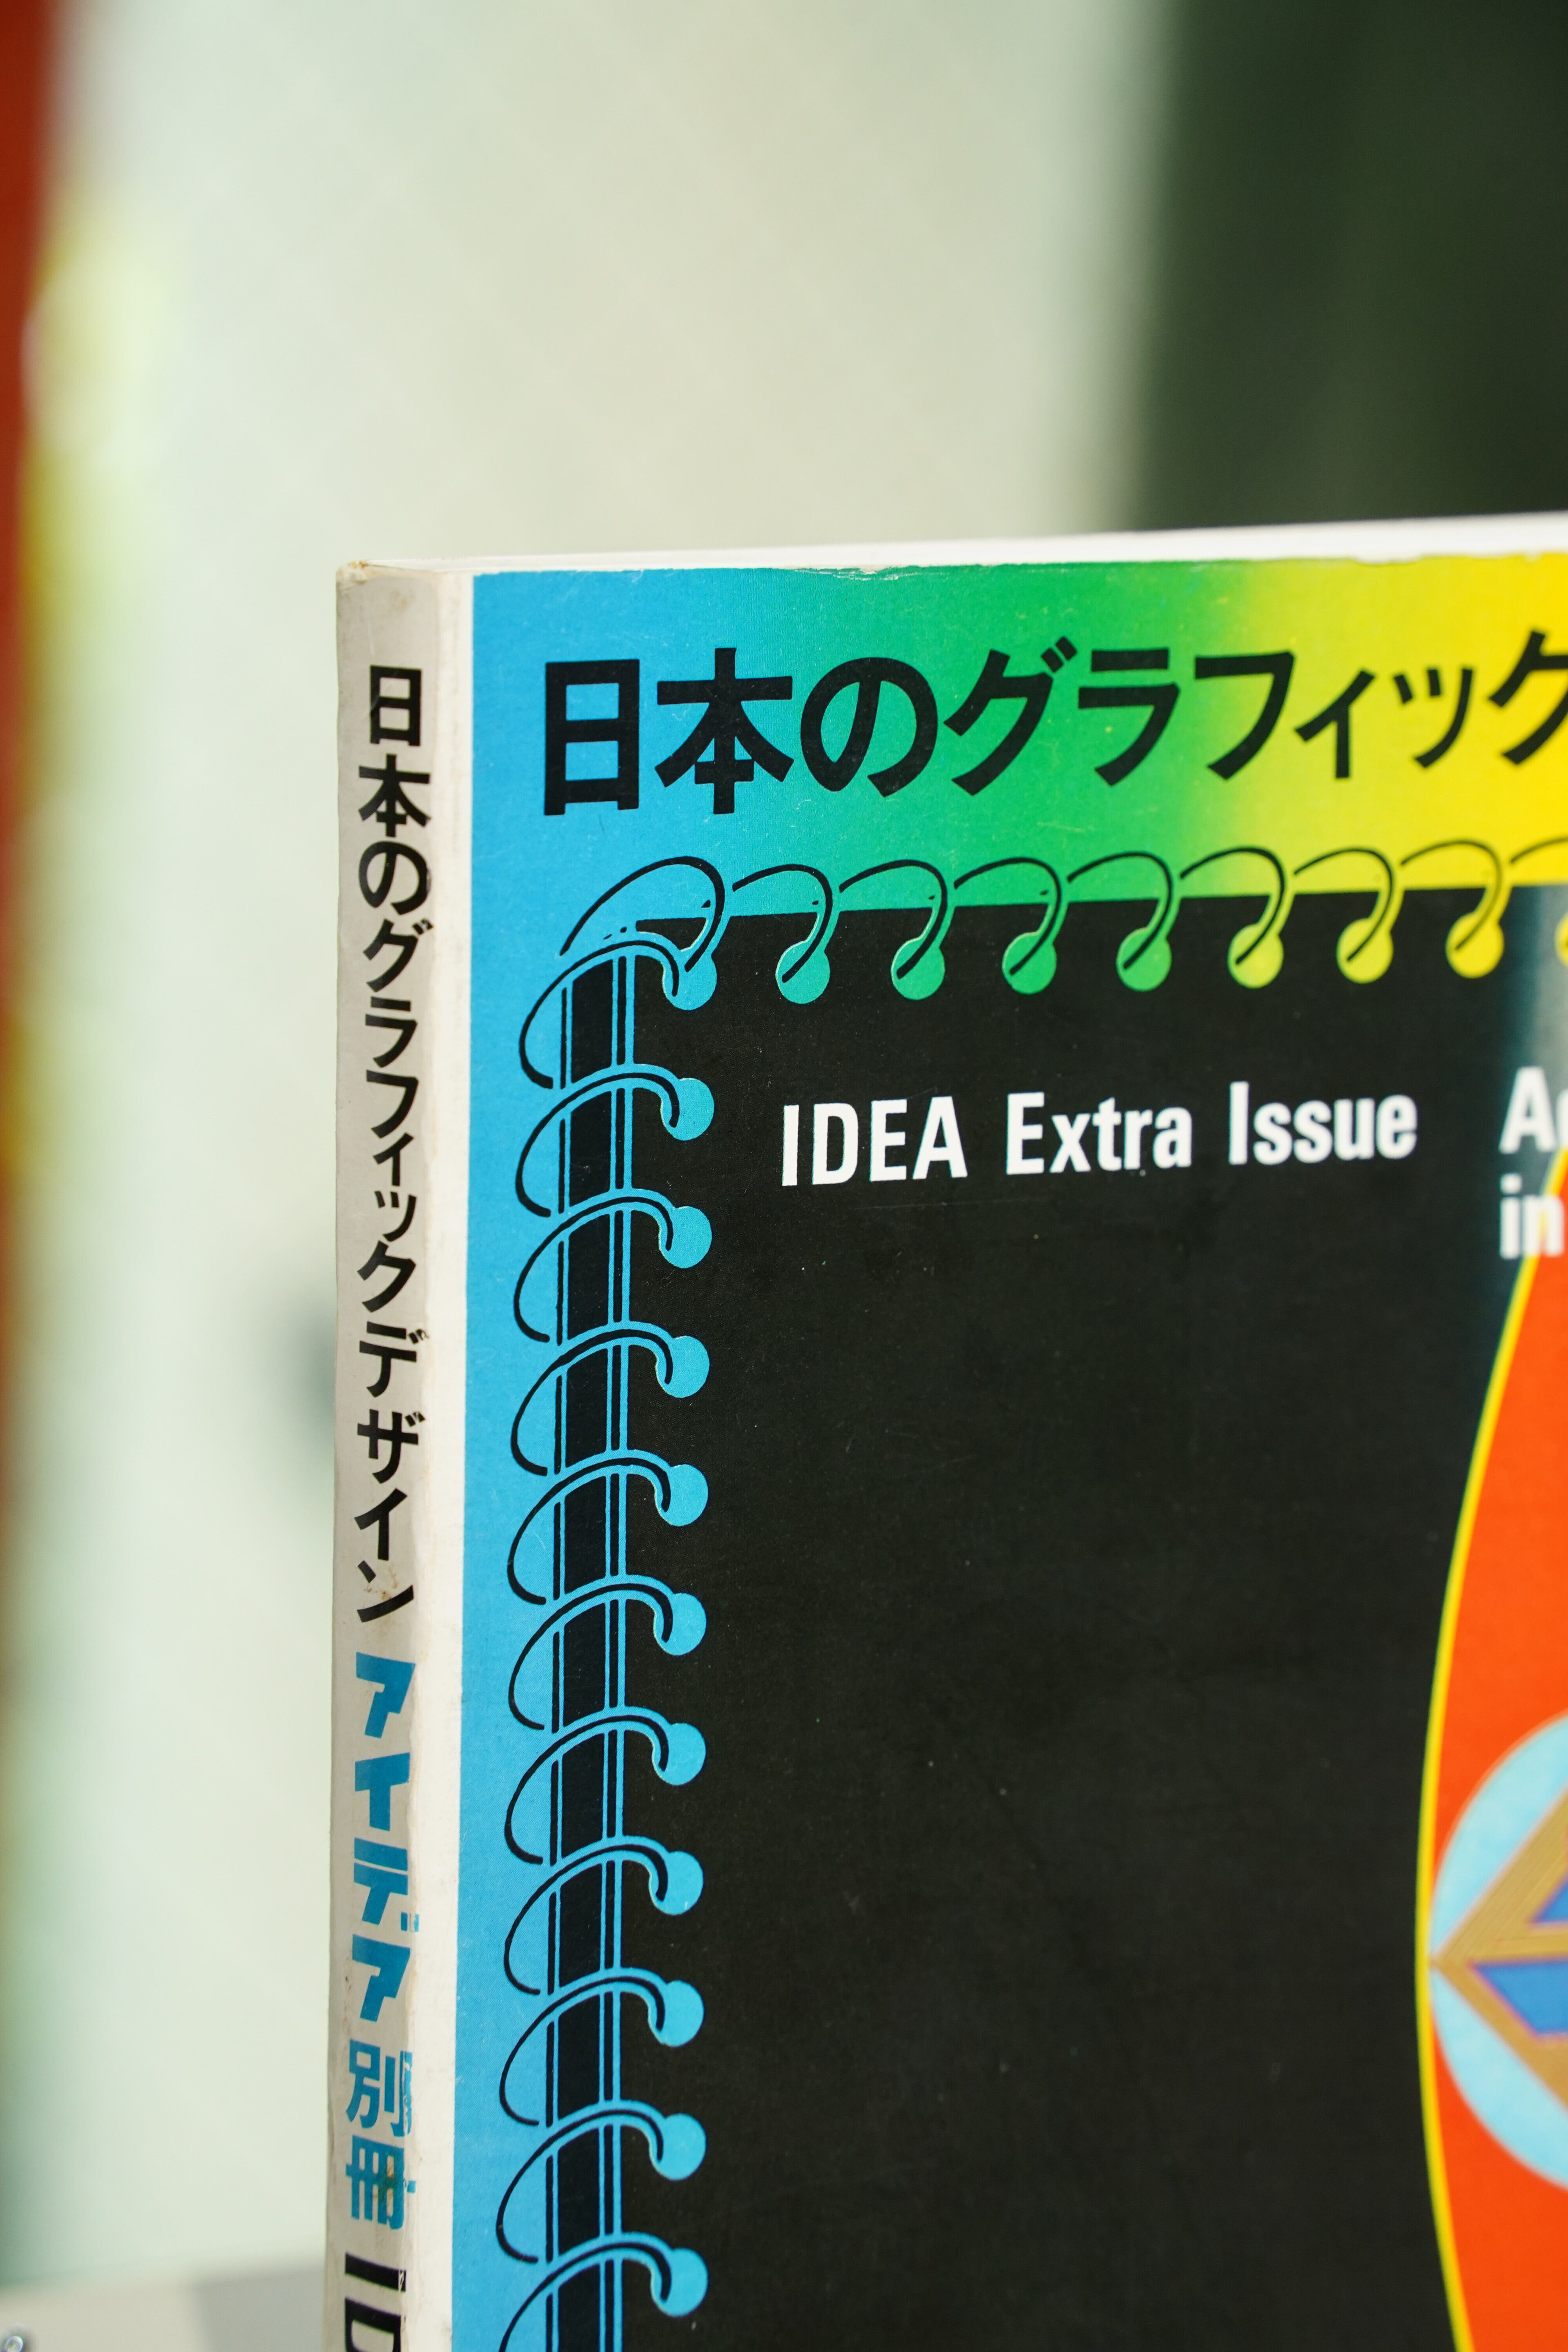 日本のグラフィックデザイン アイデア別冊
日本のグラフィック
IDEA Extra Issue
in